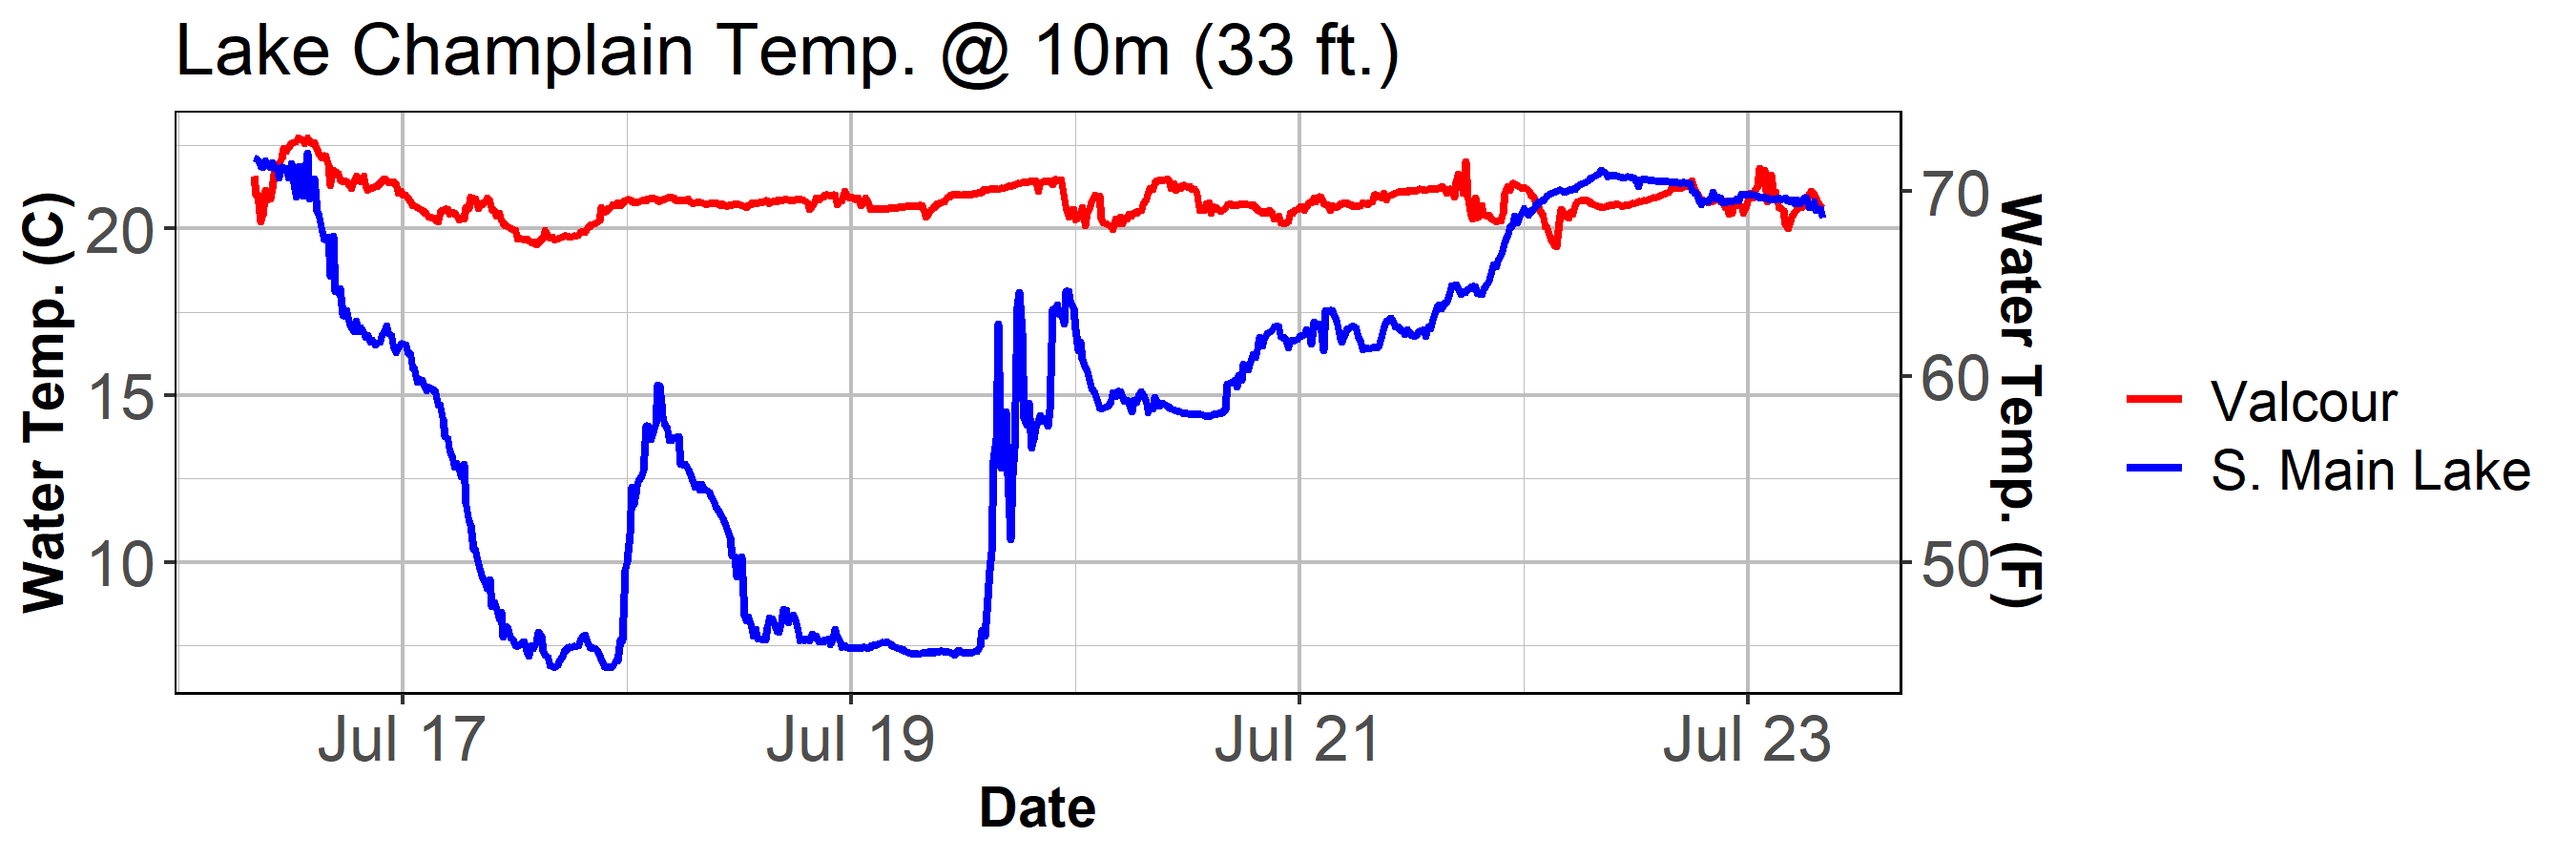 Lake Champlain Temp. @ 10m (33 ft.)
Water Temp. (C)
20
15
10
70
60
50
Water Temp. (F)
Jul 17
Jul 19
Jul 21
Jul 23
Date
Valcour
S. Main Lake